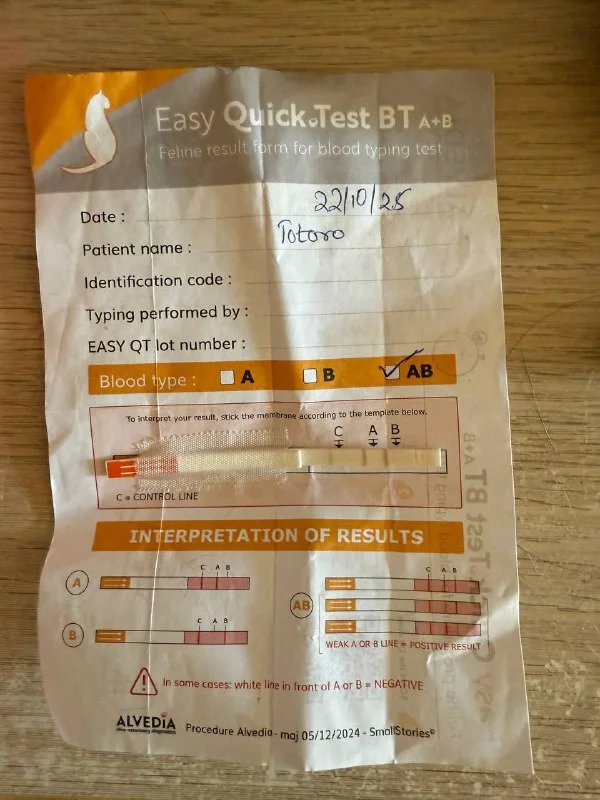 Easy Quick.Test BT A+B
Feline result form for blood typing test
Date : 22/10/25
Patient name : Totoro
Identification code :
Typing performed by :
EASY QT lot number :
Blood type : A B AB
To interpret your result, stick the membrane according to the template below.
C A B
C = CONTROL LINE
INTERPRETATION OF RESULTS
A
C A B
AB
C A B
B
C A B
WEAK A OR B LINE = POSITIVE RESULT
In some cases: white line in front of A or B = NEGATIVE
ALVEDIA
Procedure Alvedia - maj 05/12/2024 - SmallStories©